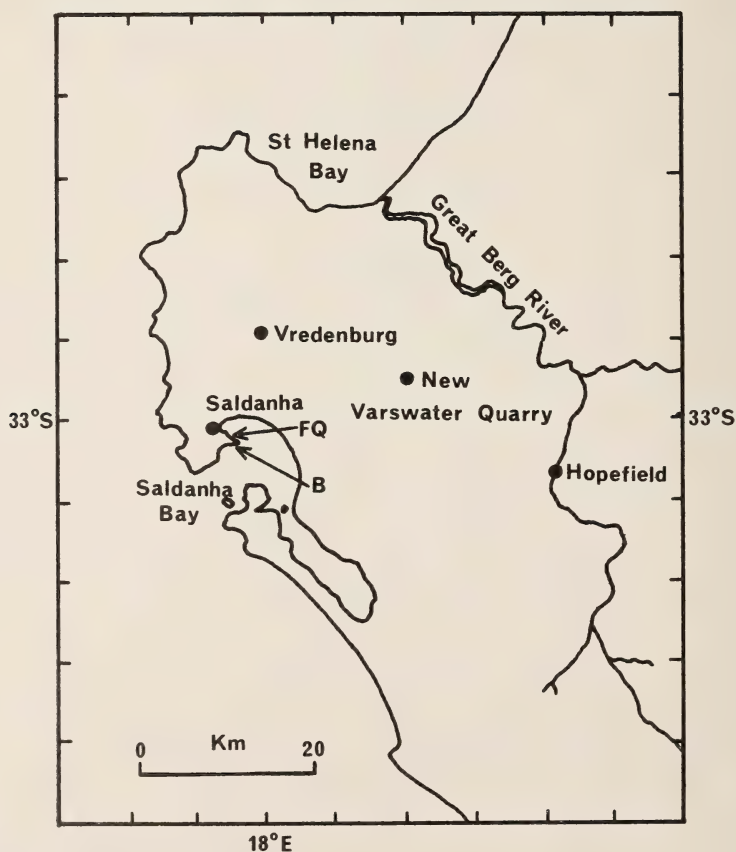 St Helena
Bay
Great Berg River
Vredenburg
New
Varswater Quarry
Saldanha
33°S
33°S
FQ
Hopefield
B
Saldanha
Bay
0 Km 20
18°E